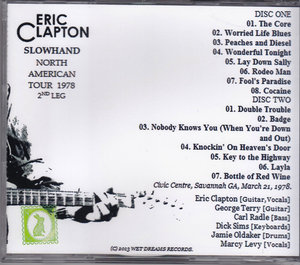 ERIC
CLAPTON
SLOWHAND
NORTH
AMERICAN
TOUR 1978
2ND LEG
DISC ONE
01. The Core
02. Worried Life Blues
03. Peaches and Diesel
04. Wonderful Tonight
05. Lay Down Sally
06. Rodeo Man
07. Fool's Paradise
08. Cocaine
DISC TWO
01. Double Trouble
02. Badge
03. Nobody Knows You (When You're Down
and Out)
04. Knockin' On Heaven's Door
05. Key to the Highway
06. Layla
07. Bottle of Red Wine
Civic Centre, Savannah GA, March 21, 1978.
Eric Clapton [Guitar,Vocals]
George Terry [Guitar]
Carl Radle [Bass]
Dick Sims [Keyboards]
Jamie Oldaker [Drums]
Marcy Levy [Vocals]
(C) 2013 WET DREAMS RECORDS.